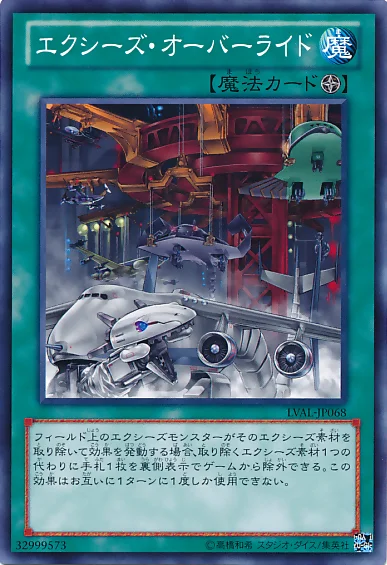 エクシーズ・オーバーライド 魔
【魔法カード】
LVAL-JP068
フィールド上のエクシーズモンスターがそのエクシーズ素材を
取り除いて効果を発動する場合、取り除くエクシーズ素材1つの
代わりに手札1枚を裏側表示でゲームから除外できる。この
効果はお互いに1ターンに1度しか使用できない。
32999573 ©高橋和希 スタジオ・ダイス/集英社